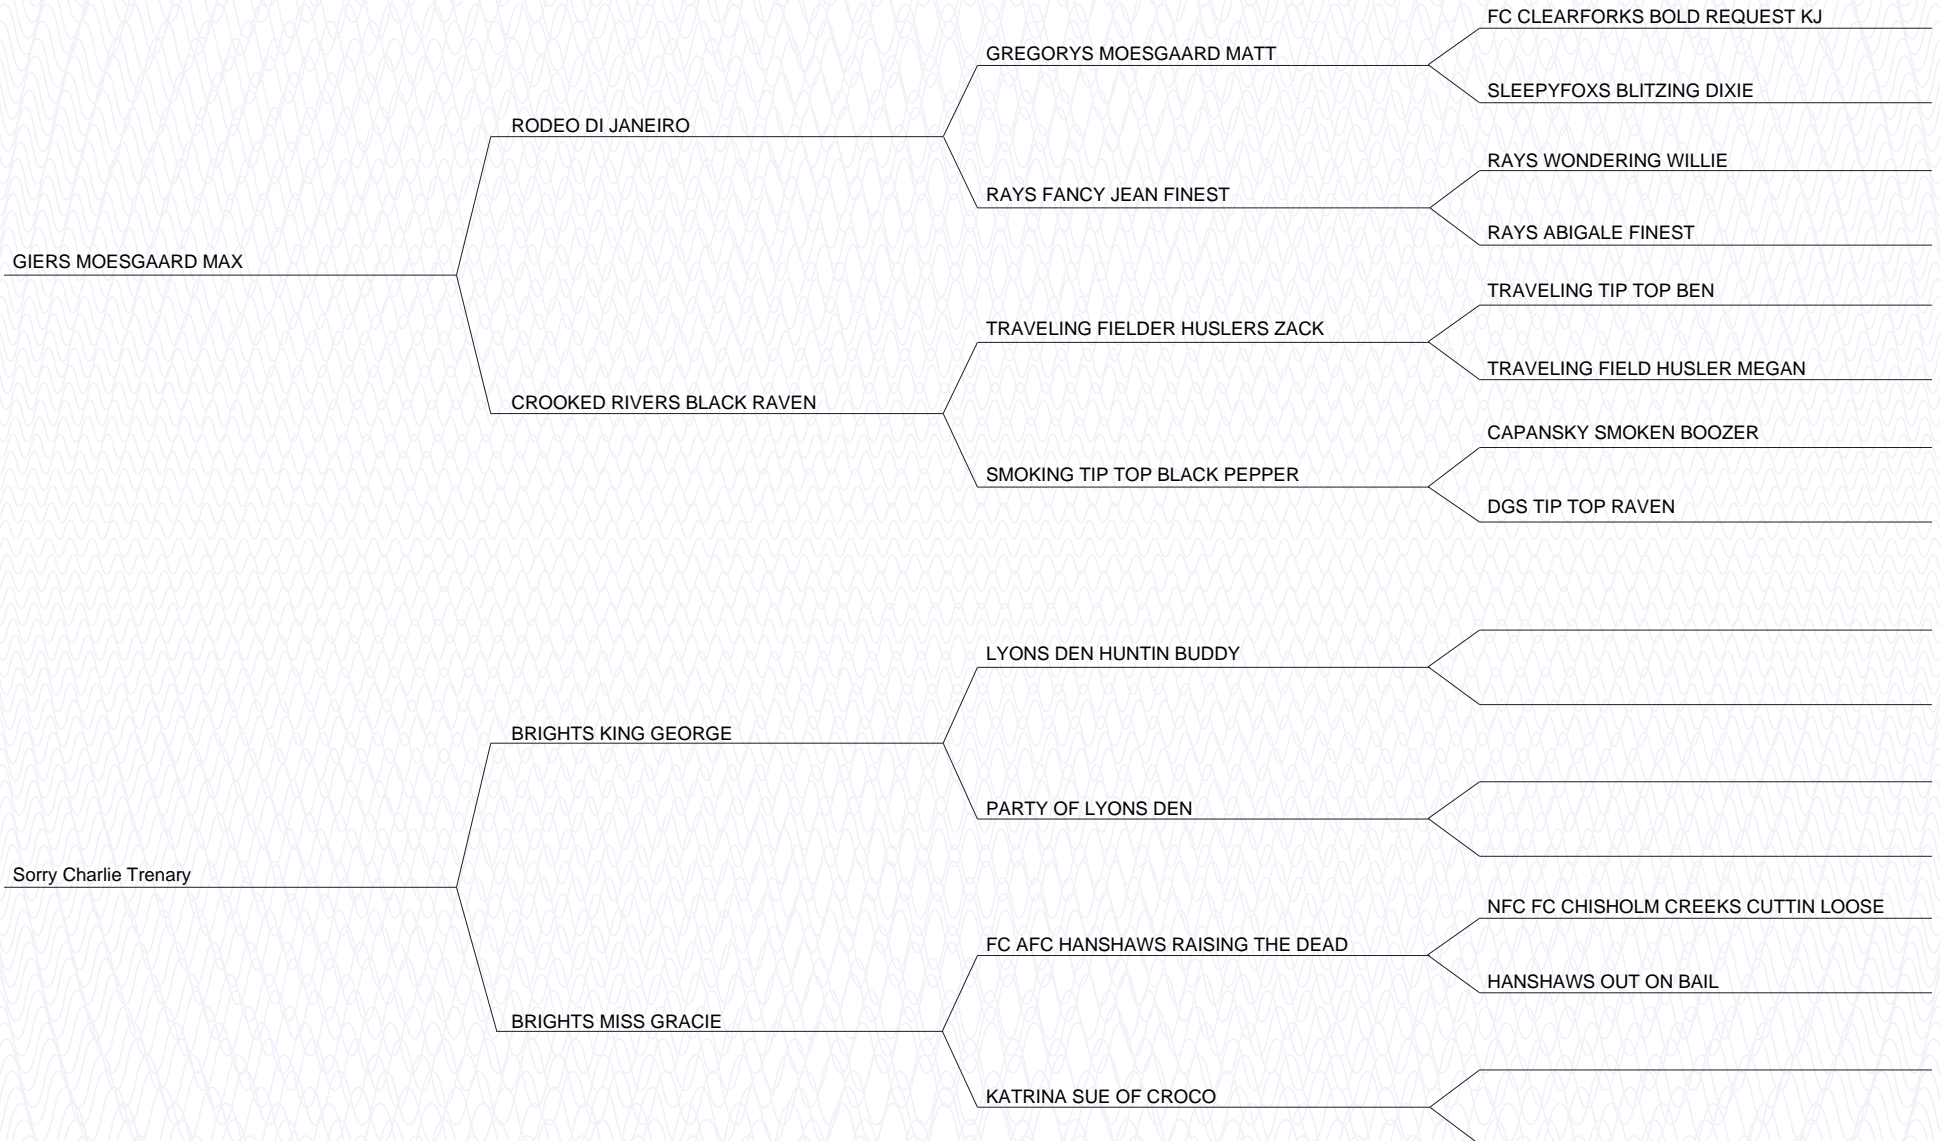 FC CLEARFORKS BOLD REQUEST KJ
GREGORYS MOESGAARD MATT
SLEEPYFOXS BLITZING DIXIE
RODEO DI JANEIRO
RAYS WONDERING WILLIE
RAYS FANCY JEAN FINEST
RAYS ABIGALE FINEST
GIERS MOESGAARD MAX
TRAVELING TIP TOP BEN
TRAVELING FIELDER HUSLERS ZACK
TRAVELING FIELD HUSLER MEGAN
CROOKED RIVERS BLACK RAVEN
CAPANSKY SMOKEN BOOZER
SMOKING TIP TOP BLACK PEPPER
DGS TIP TOP RAVEN
LYONS DEN HUNTIN BUDDY
BRIGHTS KING GEORGE
PARTY OF LYONS DEN
Sorry Charlie Trenary
NFC FC CHISHOLM CREEKS CUTTIN LOOSE
FC AFC HANSHAWS RAISING THE DEAD
HANSHAWS OUT ON BAIL
BRIGHTS MISS GRACIE
KATRINA SUE OF CROCO